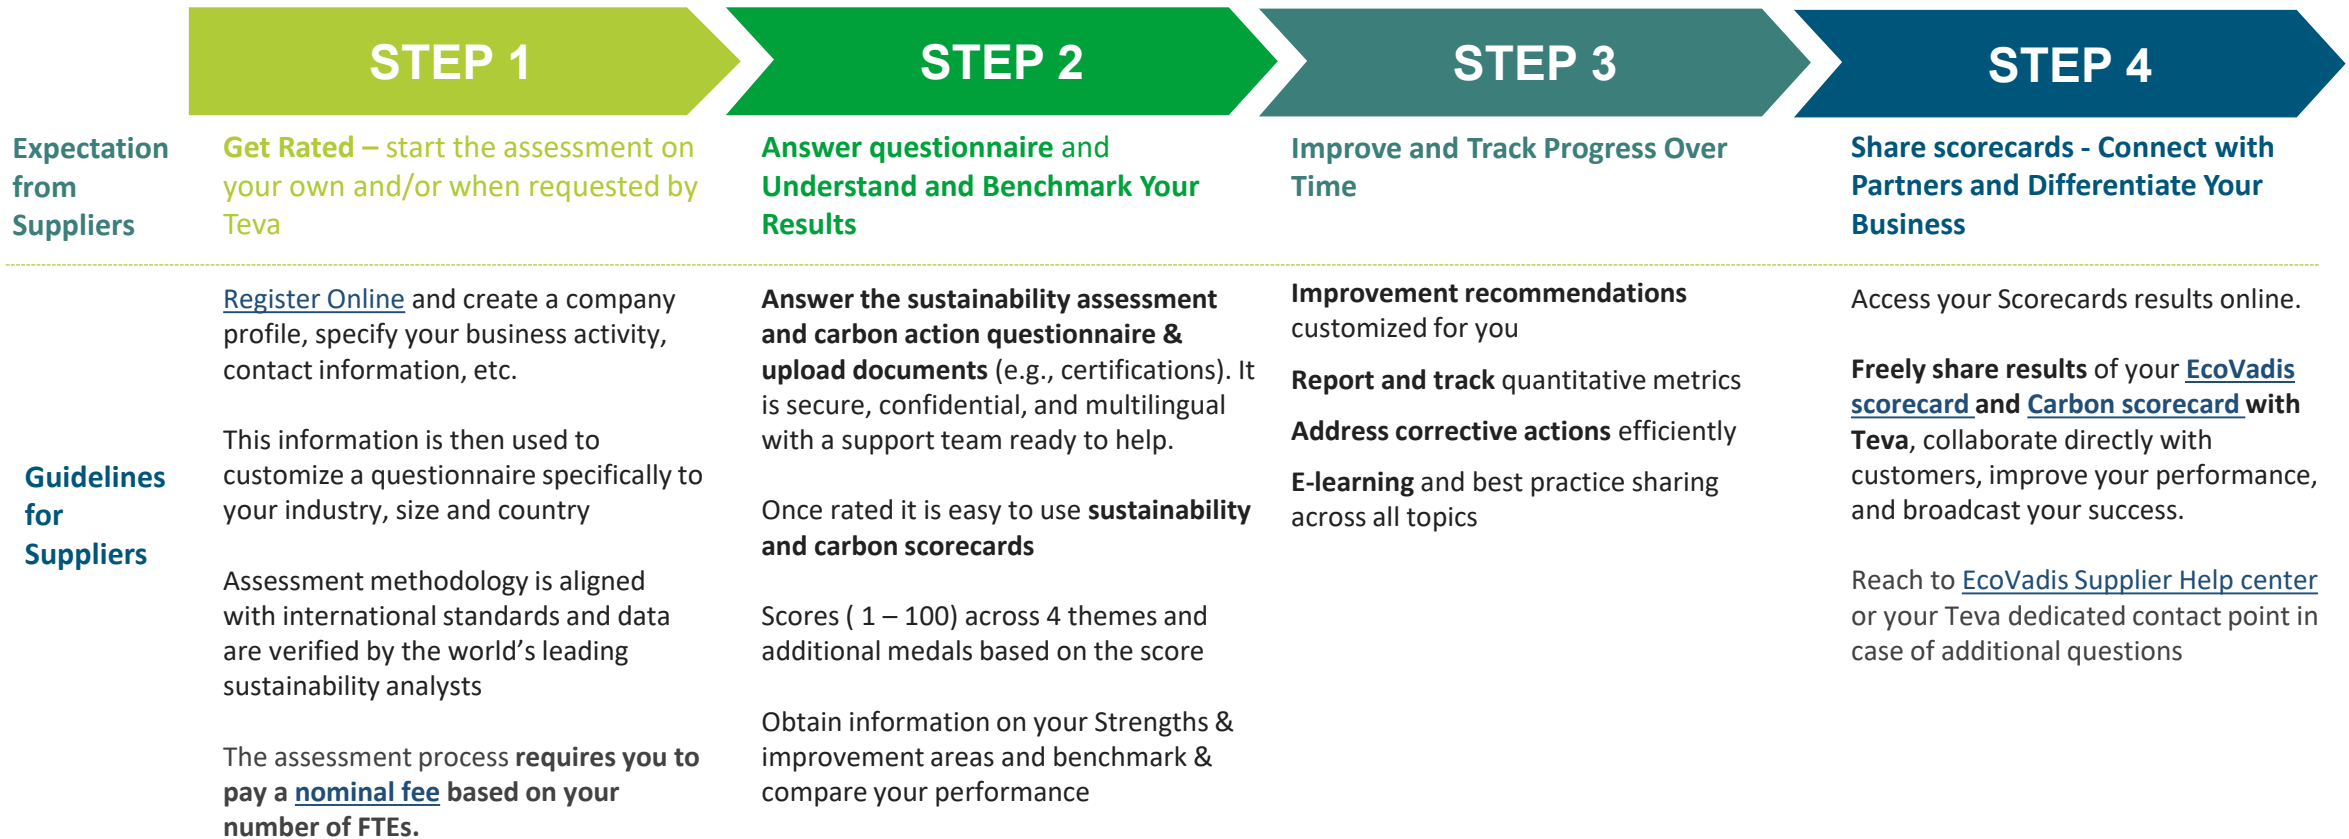 STEP 1
STEP 2
STEP 3
STEP 4
Expectation
from
Suppliers
Get Rated – start the assessment on
your own and/or when requested by
Teva
Answer questionnaire and
Understand and Benchmark Your
Results
Improve and Track Progress Over
Time
Share scorecards - Connect with
Partners and Differentiate Your
Business
Guidelines
for
Suppliers
Register Online and create a company
profile, specify your business activity,
contact information, etc.
This information is then used to
customize a questionnaire specifically to
your industry, size and country
Assessment methodology is aligned
with international standards and data
are verified by the world’s leading
sustainability analysts
The assessment process requires you to
pay a nominal fee based on your
number of FTEs.
Answer the sustainability assessment
and carbon action questionnaire &
upload documents (e.g., certifications). It
is secure, confidential, and multilingual
with a support team ready to help.
Once rated it is easy to use sustainability
and carbon scorecards
Scores ( 1 – 100) across 4 themes and
additional medals based on the score
Obtain information on your Strengths &
improvement areas and benchmark &
compare your performance
Improvement recommendations
customized for you
Report and track quantitative metrics
Address corrective actions efficiently
E-learning and best practice sharing
across all topics
Access your Scorecards results online.
Freely share results of your EcoVadis
scorecard and Carbon scorecard with
Teva, collaborate directly with
customers, improve your performance,
and broadcast your success.
Reach to EcoVadis Supplier Help center
or your Teva dedicated contact point in
case of additional questions